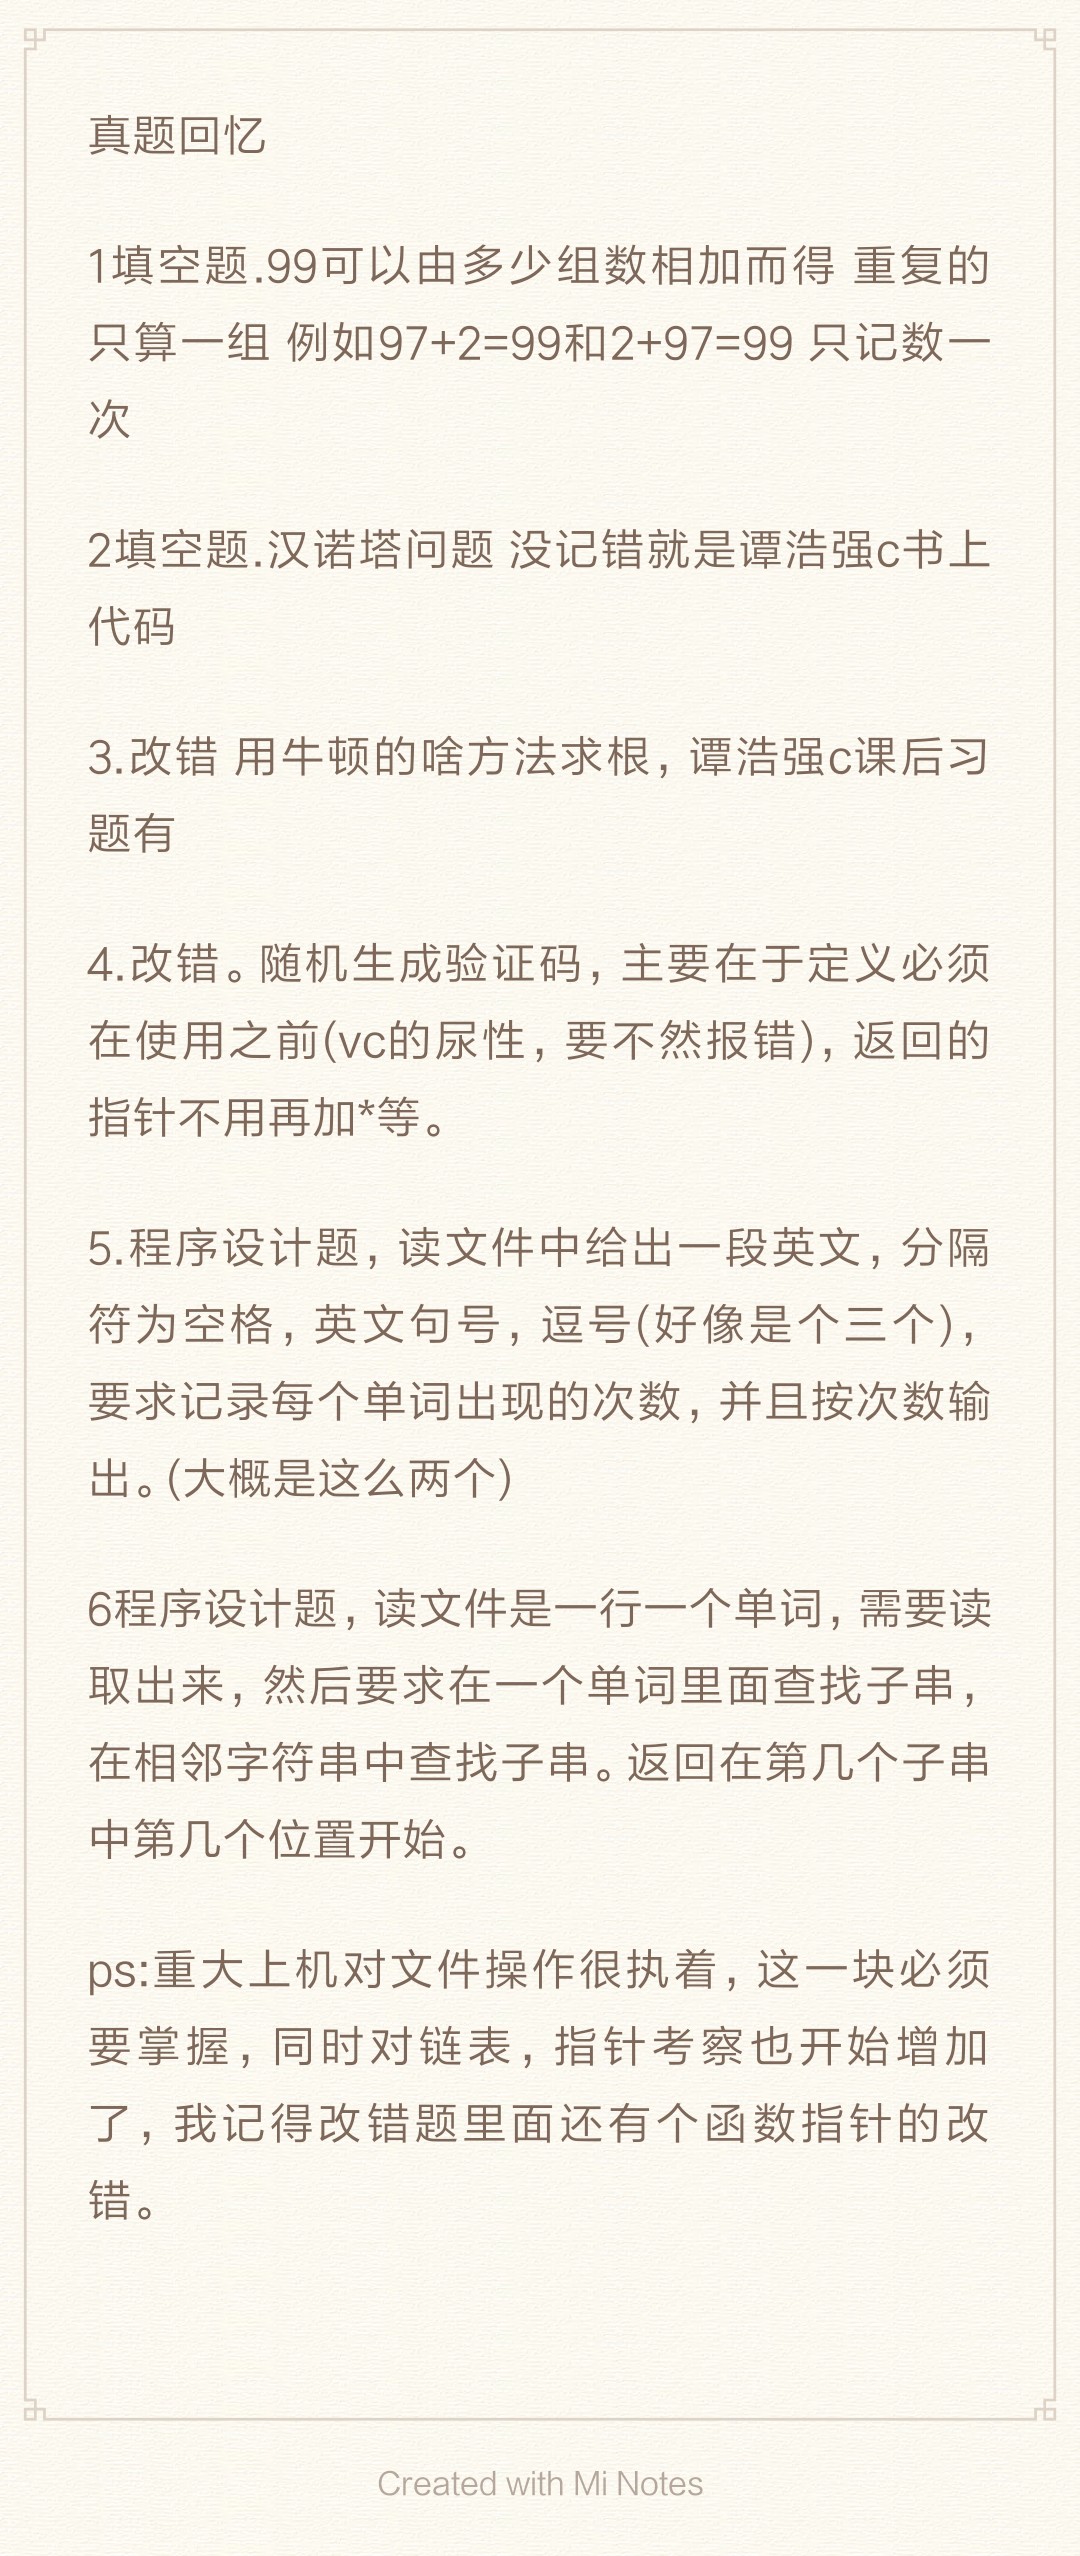 真题回忆
1填空题.99可以由多少组数相加而得 重复的
只算一组 例如97+2=99和2+97=99 只记数一
次
2填空题.汉诺塔问题 没记错就是谭浩强c书上
代码
3.改错 用牛顿的啥方法求根，谭浩强c课后习
题有
4.改错。随机生成验证码，主要在于定义必须
在使用之前(vc的尿性，要不然报错)，返回的
指针不用再加*等。
5.程序设计题，读文件中给出一段英文，分隔
符为空格，英文句号，逗号(好像是个三个)，
要求记录每个单词出现的次数，并且按次数输
出。(大概是这么两个)
6程序设计题，读文件是一行一个单词，需要读
取出来，然后要求在一个单词里面查找子串，
在相邻字符串中查找子串。返回在第几个子串
中第几个位置开始。
ps:重大上机对文件操作很执着，这一块必须
要掌握，同时对链表，指针考察也开始增加
了，我记得改错题里面还有个函数指针的改
错。
Created with Mi Notes